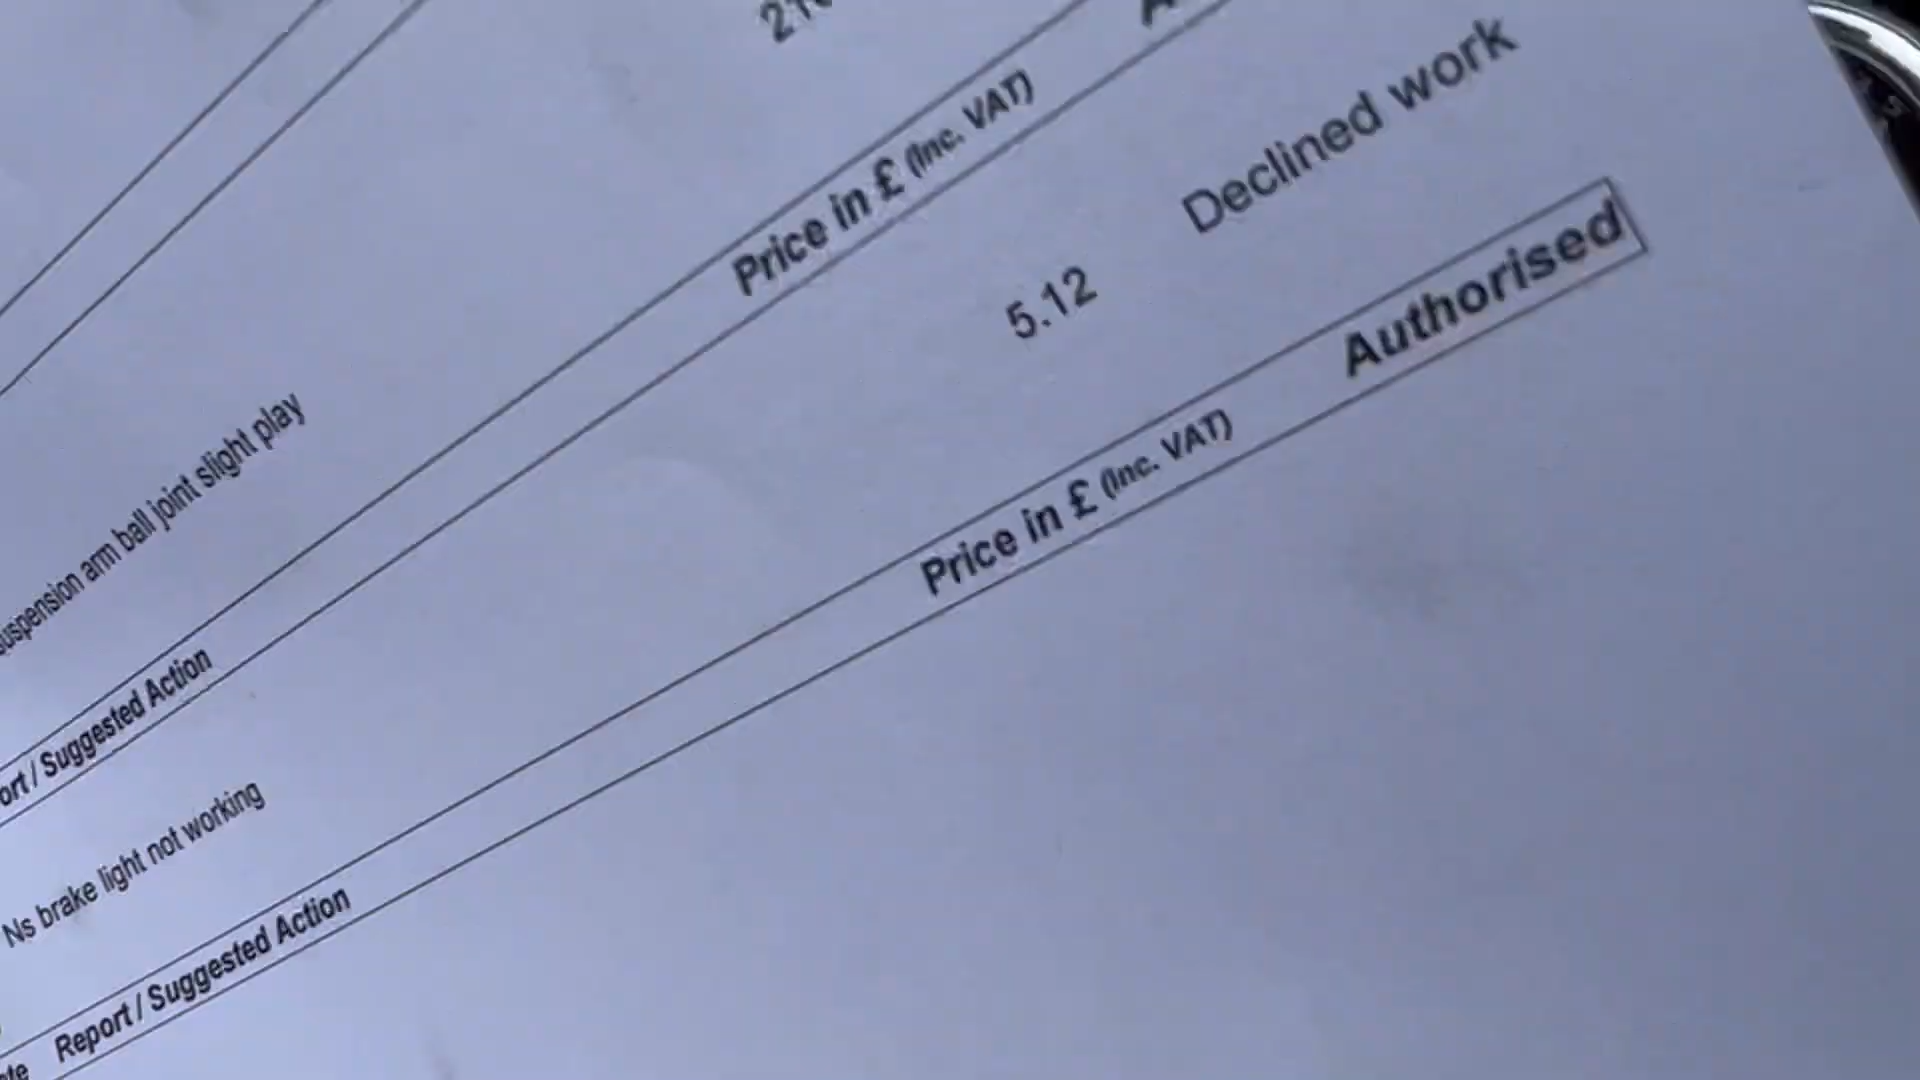 suspension arm ball joint slight play
/ Suggested Action Price in £ (Inc. VAT)
Ns brake light not working 5.12 Declined work
Report / Suggested Action Price in £ (Inc. VAT) Authorised